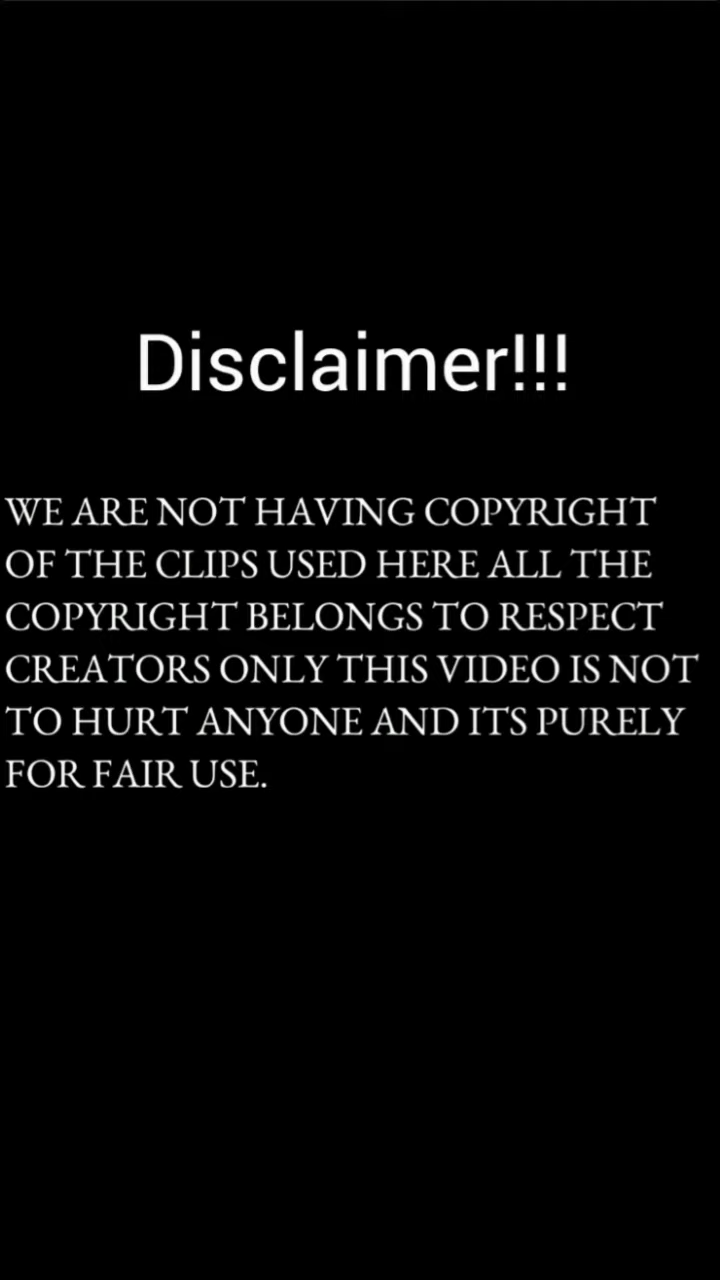 Disclaimer!!!
WE ARE NOT HAVING COPYRIGHT
OF THE CLIPS USED HERE ALL THE
COPYRIGHT BELONGS TO RESPECT
CREATORS ONLY THIS VIDEO IS NOT
TO HURT ANYONE AND ITS PURELY
FOR FAIR USE.